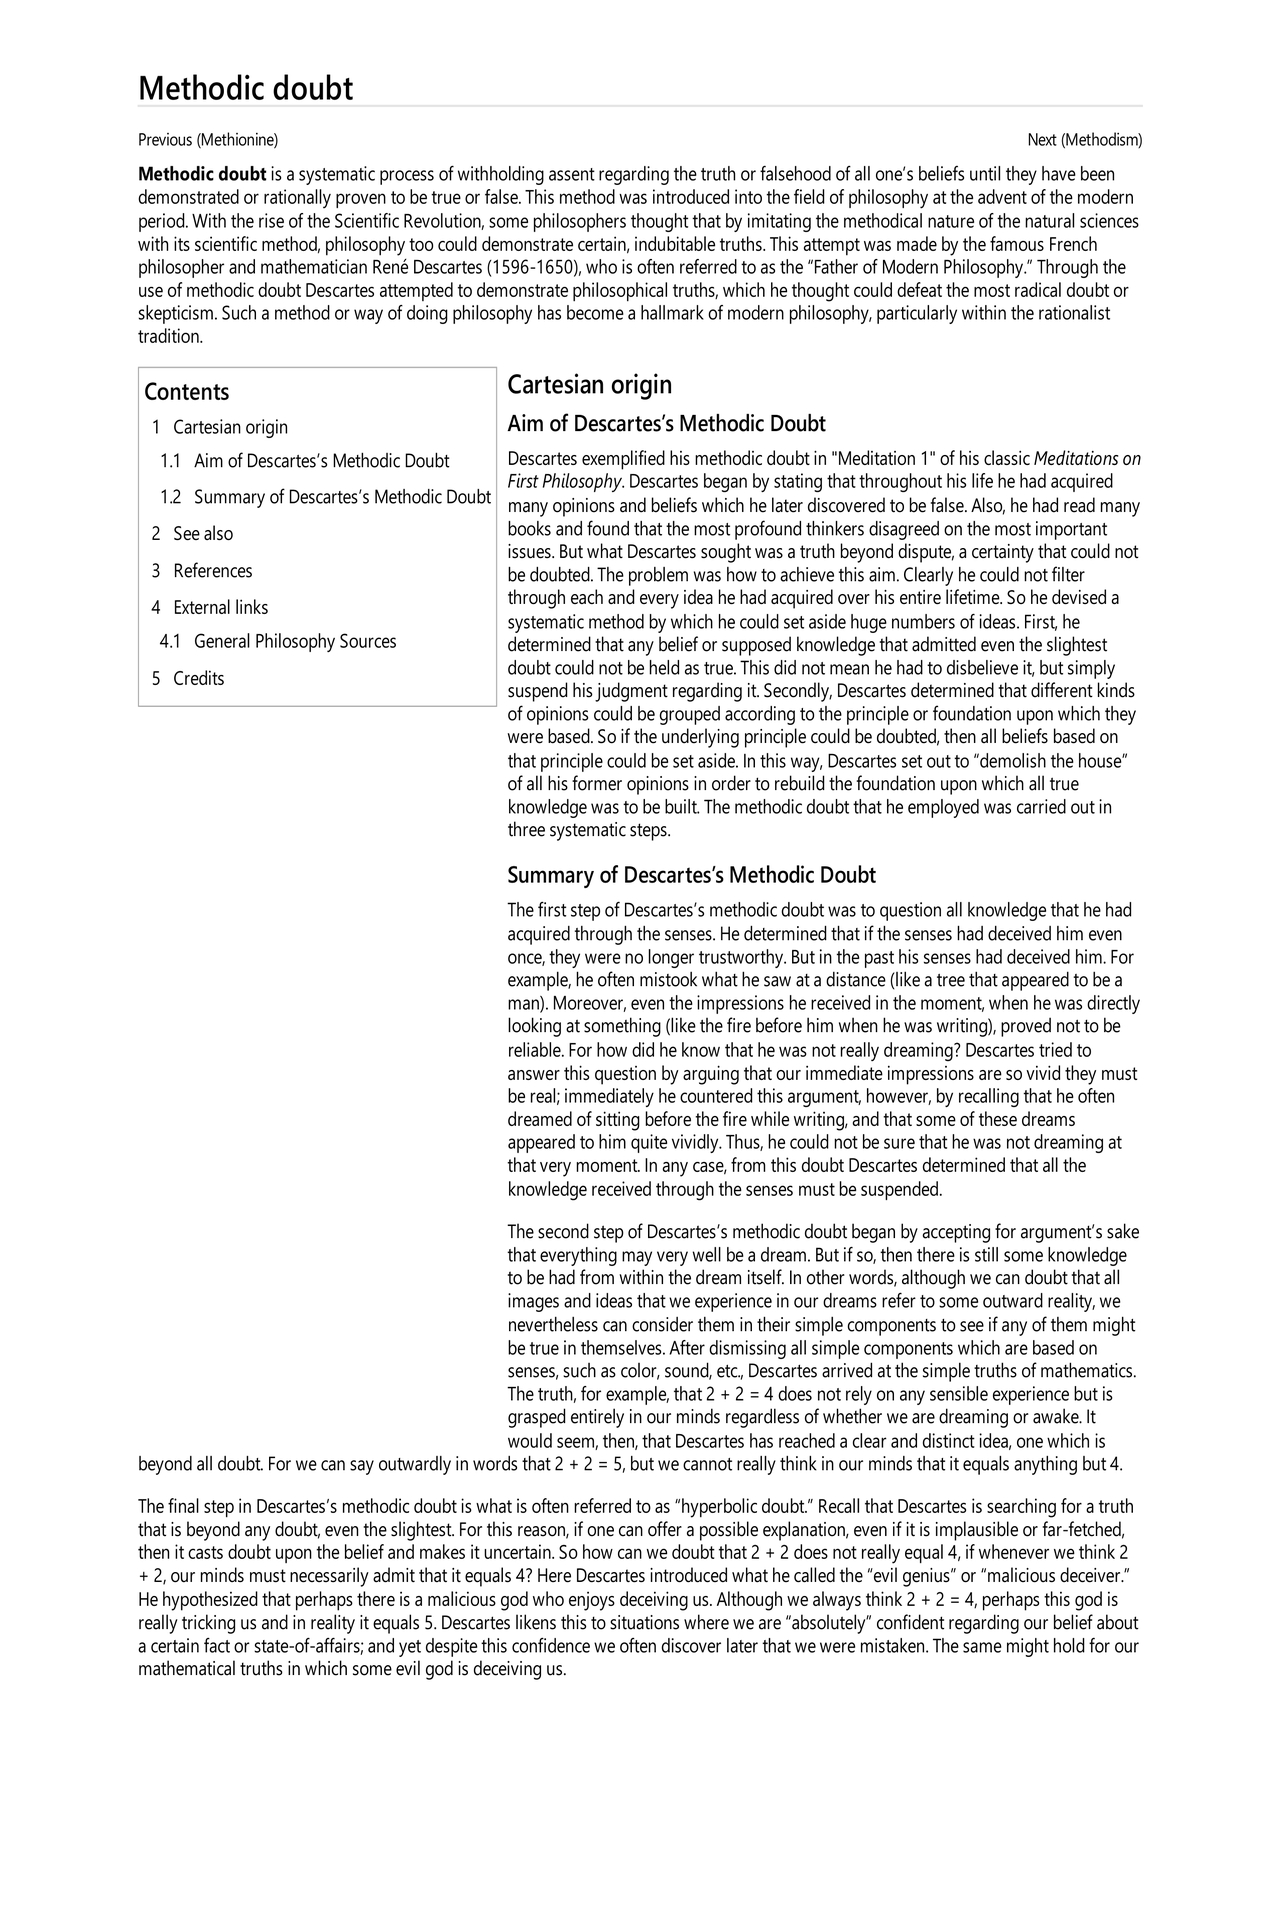 Methodic doubt
Previous (Methionine)
Next (Methodism)
Methodic doubt is a systematic process of withholding assent regarding the truth or falsehood of all one’s beliefs until they have been
demonstrated or rationally proven to be true or false. This method was introduced into the field of philosophy at the advent of the modern
period. With the rise of the Scientific Revolution, some philosophers thought that by imitating the methodical nature of the natural sciences
with its scientific method, philosophy too could demonstrate certain, indubitable truths. This attempt was made by the famous French
philosopher and mathematician René Descartes (1596-1650), who is often referred to as the “Father of Modern Philosophy.” Through the
use of methodic doubt Descartes attempted to demonstrate philosophical truths, which he thought could defeat the most radical doubt or
skepticism. Such a method or way of doing philosophy has become a hallmark of modern philosophy, particularly within the rationalist
tradition.
Contents
1 Cartesian origin
1.1 Aim of Descartes’s Methodic Doubt
1.2 Summary of Descartes’s Methodic Doubt
2 See also
3 References
4 External links
4.1 General Philosophy Sources
5 Credits
Cartesian origin
Aim of Descartes’s Methodic Doubt
Descartes exemplified his methodic doubt in "Meditation 1" of his classic Meditations on
First Philosophy. Descartes began by stating that throughout his life he had acquired
many opinions and beliefs which he later discovered to be false. Also, he had read many
books and found that the most profound thinkers disagreed on the most important
issues. But what Descartes sought was a truth beyond dispute, a certainty that could not
be doubted. The problem was how to achieve this aim. Clearly he could not filter
through each and every idea he had acquired over his entire lifetime. So he devised a
systematic method by which he could set aside huge numbers of ideas. First, he
determined that any belief or supposed knowledge that admitted even the slightest
doubt could not be held as true. This did not mean he had to disbelieve it, but simply
suspend his judgment regarding it. Secondly, Descartes determined that different kinds
of opinions could be grouped according to the principle or foundation upon which they
were based. So if the underlying principle could be doubted, then all beliefs based on
that principle could be set aside. In this way, Descartes set out to “demolish the house”
of all his former opinions in order to rebuild the foundation upon which all true
knowledge was to be built. The methodic doubt that he employed was carried out in
three systematic steps.
Summary of Descartes’s Methodic Doubt
The first step of Descartes’s methodic doubt was to question all knowledge that he had
acquired through the senses. He determined that if the senses had deceived him even
once, they were no longer trustworthy. But in the past his senses had deceived him. For
example, he often mistook what he saw at a distance (like a tree that appeared to be a
man). Moreover, even the impressions he received in the moment, when he was directly
looking at something (like the fire before him when he was writing), proved not to be
reliable. For how did he know that he was not really dreaming? Descartes tried to
answer this question by arguing that our immediate impressions are so vivid they must
be real; immediately he countered this argument, however, by recalling that he often
dreamed of sitting before the fire while writing, and that some of these dreams
appeared to him quite vividly. Thus, he could not be sure that he was not dreaming at
that very moment. In any case, from this doubt Descartes determined that all the
knowledge received through the senses must be suspended.
The second step of Descartes’s methodic doubt began by accepting for argument’s sake
that everything may very well be a dream. But if so, then there is still some knowledge
to be had from within the dream itself. In other words, although we can doubt that all
images and ideas that we experience in our dreams refer to some outward reality, we
nevertheless can consider them in their simple components to see if any of them might
be true in themselves. After dismissing all simple components which are based on
senses, such as color, sound, etc., Descartes arrived at the simple truths of mathematics.
The truth, for example, that 2 + 2 = 4 does not rely on any sensible experience but is
grasped entirely in our minds regardless of whether we are dreaming or awake. It
would seem, then, that Descartes has reached a clear and distinct idea, one which is
beyond all doubt. For we can say outwardly in words that 2 + 2 = 5, but we cannot really think in our minds that it equals anything but 4.
The final step in Descartes’s methodic doubt is what is often referred to as “hyperbolic doubt.” Recall that Descartes is searching for a truth
that is beyond any doubt, even the slightest. For this reason, if one can offer a possible explanation, even if it is implausible or far-fetched,
then it casts doubt upon the belief and makes it uncertain. So how can we doubt that 2 + 2 does not really equal 4, if whenever we think 2
+ 2, our minds must necessarily admit that it equals 4? Here Descartes introduced what he called the “evil genius” or “malicious deceiver.”
He hypothesized that perhaps there is a malicious god who enjoys deceiving us. Although we always think 2 + 2 = 4, perhaps this god is
really tricking us and in reality it equals 5. Descartes likens this to situations where we are “absolutely” confident regarding our belief about
a certain fact or state-of-affairs; and yet despite this confidence we often discover later that we were mistaken. The same might hold for our
mathematical truths in which some evil god is deceiving us.